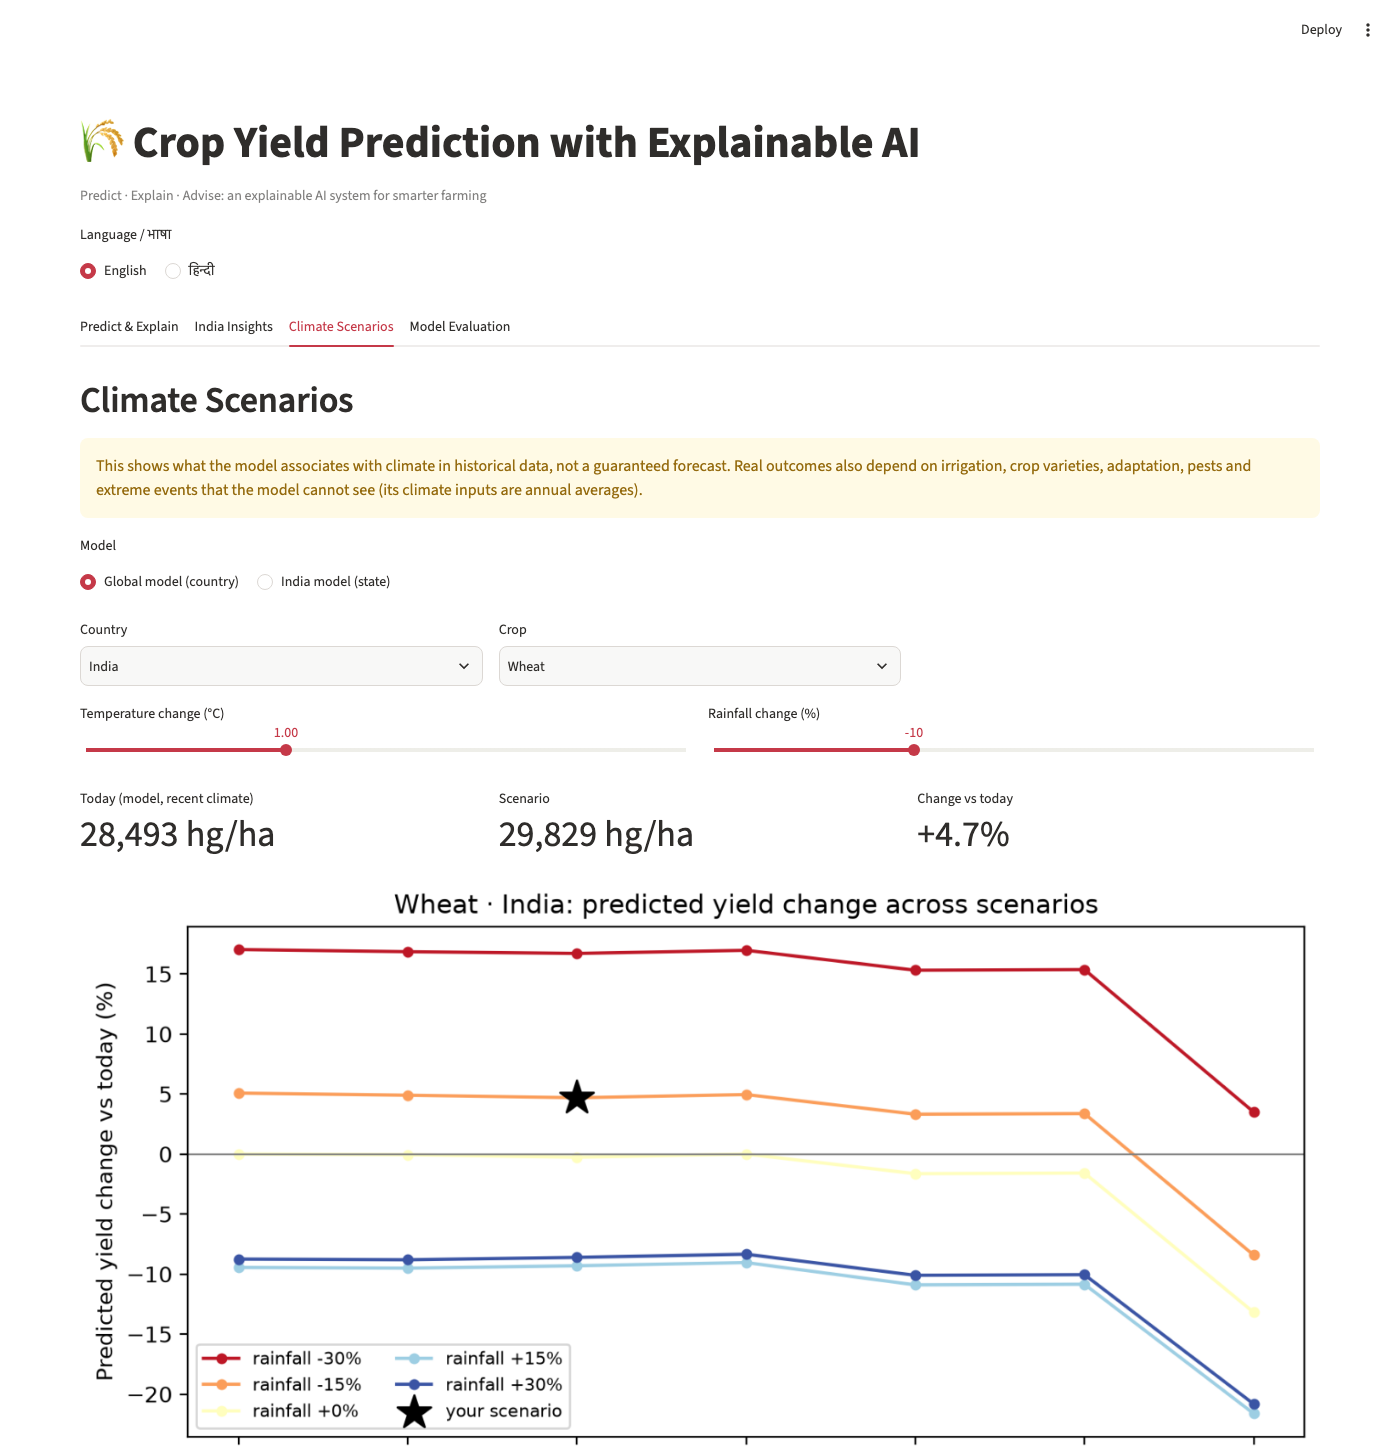 Deploy
Crop Yield Prediction with Explainable AI
Predict · Explain · Advise: an explainable AI system for smarter farming
Language / भाषा
English हिन्दी
Predict & Explain India Insights Climate Scenarios Model Evaluation
Climate Scenarios
This shows what the model associates with climate in historical data, not a guaranteed forecast. Real outcomes also depend on irrigation, crop varieties, adaptation, pests and
extreme events that the model cannot see (its climate inputs are annual averages).
Model
Global model (country) India model (state)
Country Crop
India Wheat
Temperature change (°C) Rainfall change (%)
1.00 -10
Today (model, recent climate) Scenario Change vs today
28,493 hg/ha 29,829 hg/ha +4.7%
Wheat · India: predicted yield change across scenarios
Predicted yield change vs today (%)
15
10
5
0
−5
−10
−15
−20
rainfall -30% rainfall +15%
rainfall -15% rainfall +30%
rainfall +0% your scenario